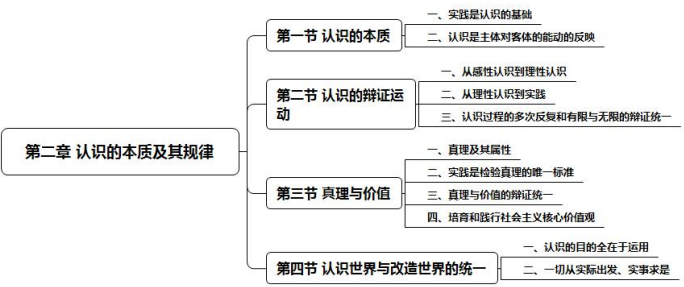 第二章 认识的本质及其规律
第一节 认识的本质
一、实践是认识的基础
二、认识是主体对客体的能动的反映
第二节 认识的辩证运
动
一、从感性认识到理性认识
二、从理性认识到实践
三、认识过程的多次反复和有限与无限的辩证统一
第三节 真理与价值
一、真理及其属性
二、实践是检验真理的唯一标准
三、真理与价值的辩证统一
四、培育和践行社会主义核心价值观
第四节 认识世界与改造世界的统一
一、认识的目的全在于运用
二、一切从实际出发、实事求是